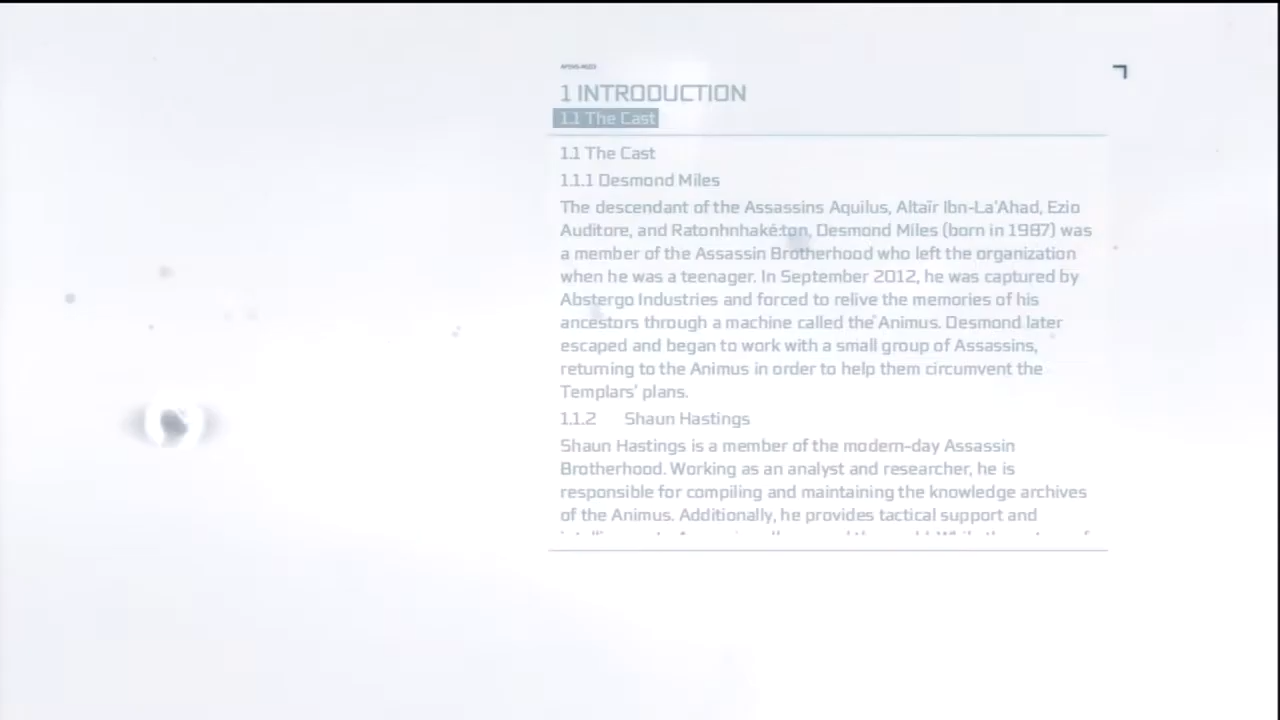 1 INTRODUCTION
1.1 The Cast
1.1 The Cast
1.1.1 Desmond Miles
The descendant of the Assassins Aquilus, Altaïr Ibn-La'Ahad, Ezio
Auditore, and Ratonhnhaké:ton, Desmond Miles (born in 1987) was
a member of the Assassin Brotherhood who left the organization
when he was a teenager. In September 2012, he was captured by
Abstergo Industries and forced to relive the memories of his
ancestors through a machine called the Animus. Desmond later
escaped and began to work with a small group of Assassins,
returning to the Animus in order to help them circumvent the
Templars' plans.
1.1.2 Shaun Hastings
Shaun Hastings is a member of the modern-day Assassin
Brotherhood. Working as an analyst and researcher, he is
responsible for compiling and maintaining the knowledge archives
of the Animus. Additionally, he provides tactical support and